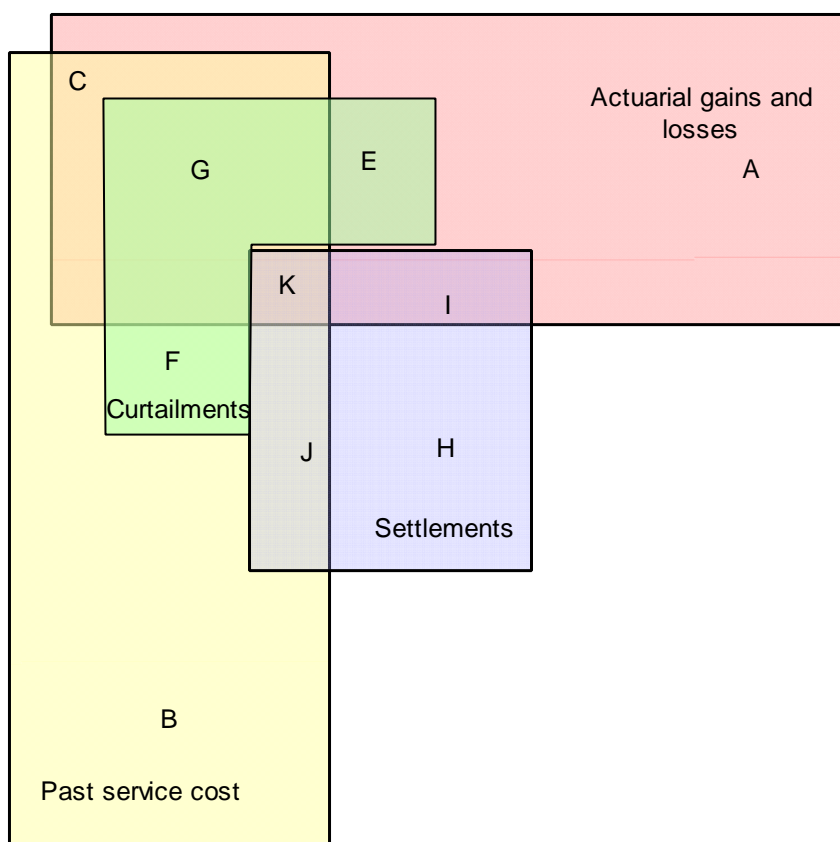 C
Actuarial gains and
losses
G
E
A
K
I
F
Curtailments
J
H
Settlements
B
Past service cost